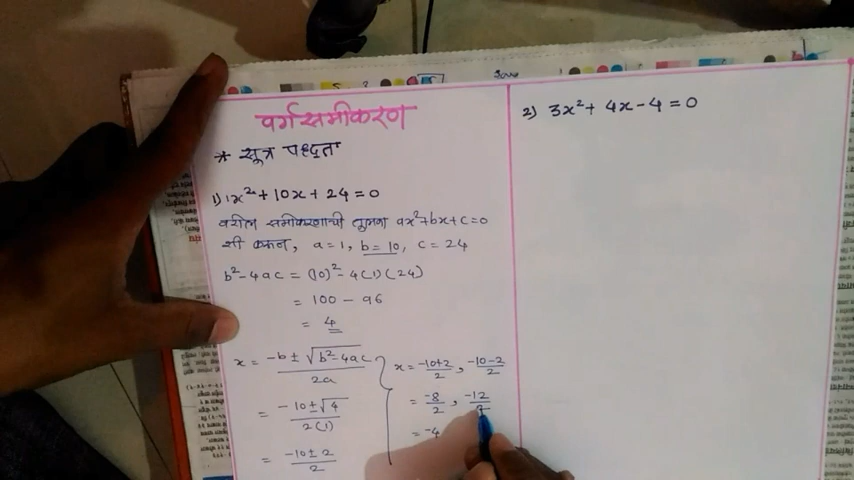 वर्ग समीकरण
* सूत्र पद्धत
1) 1x² + 10x + 24 = 0
वरील समीकरणाची तुलना ax²+bx+c=0
शी करून, a=1, b=10, c=24
b²-4ac = (10)² - 4(1)(24)
= 100 - 96
= 4
x = -b ± √b²-4ac / 2a
= -10 ± √4 / 2(1)
= -10 ± 2 / 2
x = -10+2 / 2, -10-2 / 2
= -8/2, -12/2
= -4
2) 3x² + 4x - 4 = 0